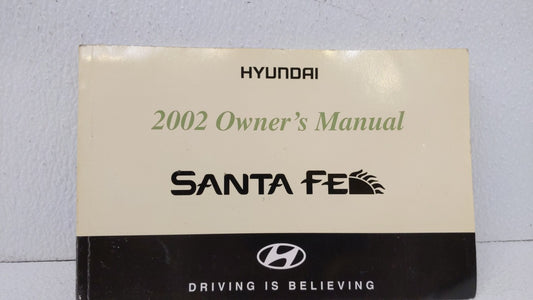 HYUNDAI
2002 Owner's Manual
SANTA FE
DRIVING IS BELIEVING